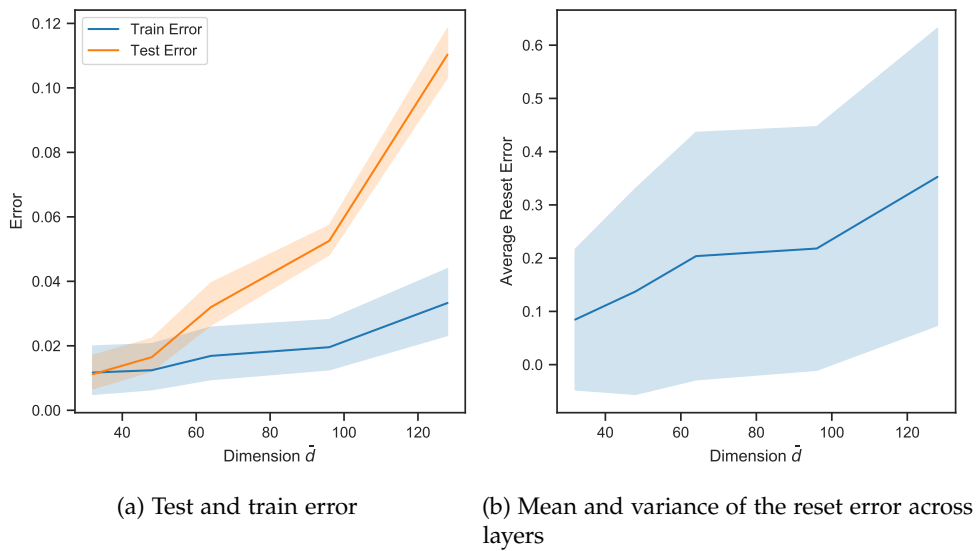 Train Error
Test Error
0.12
0.10
0.08
0.06
0.04
0.02
0.00
Error
40 60 80 100 120
Dimension d̄
(a) Test and train error
0.6
0.5
0.4
0.3
0.2
0.1
0.0
Average Reset Error
40 60 80 100 120
Dimension d̄
(b) Mean and variance of the reset error across
layers